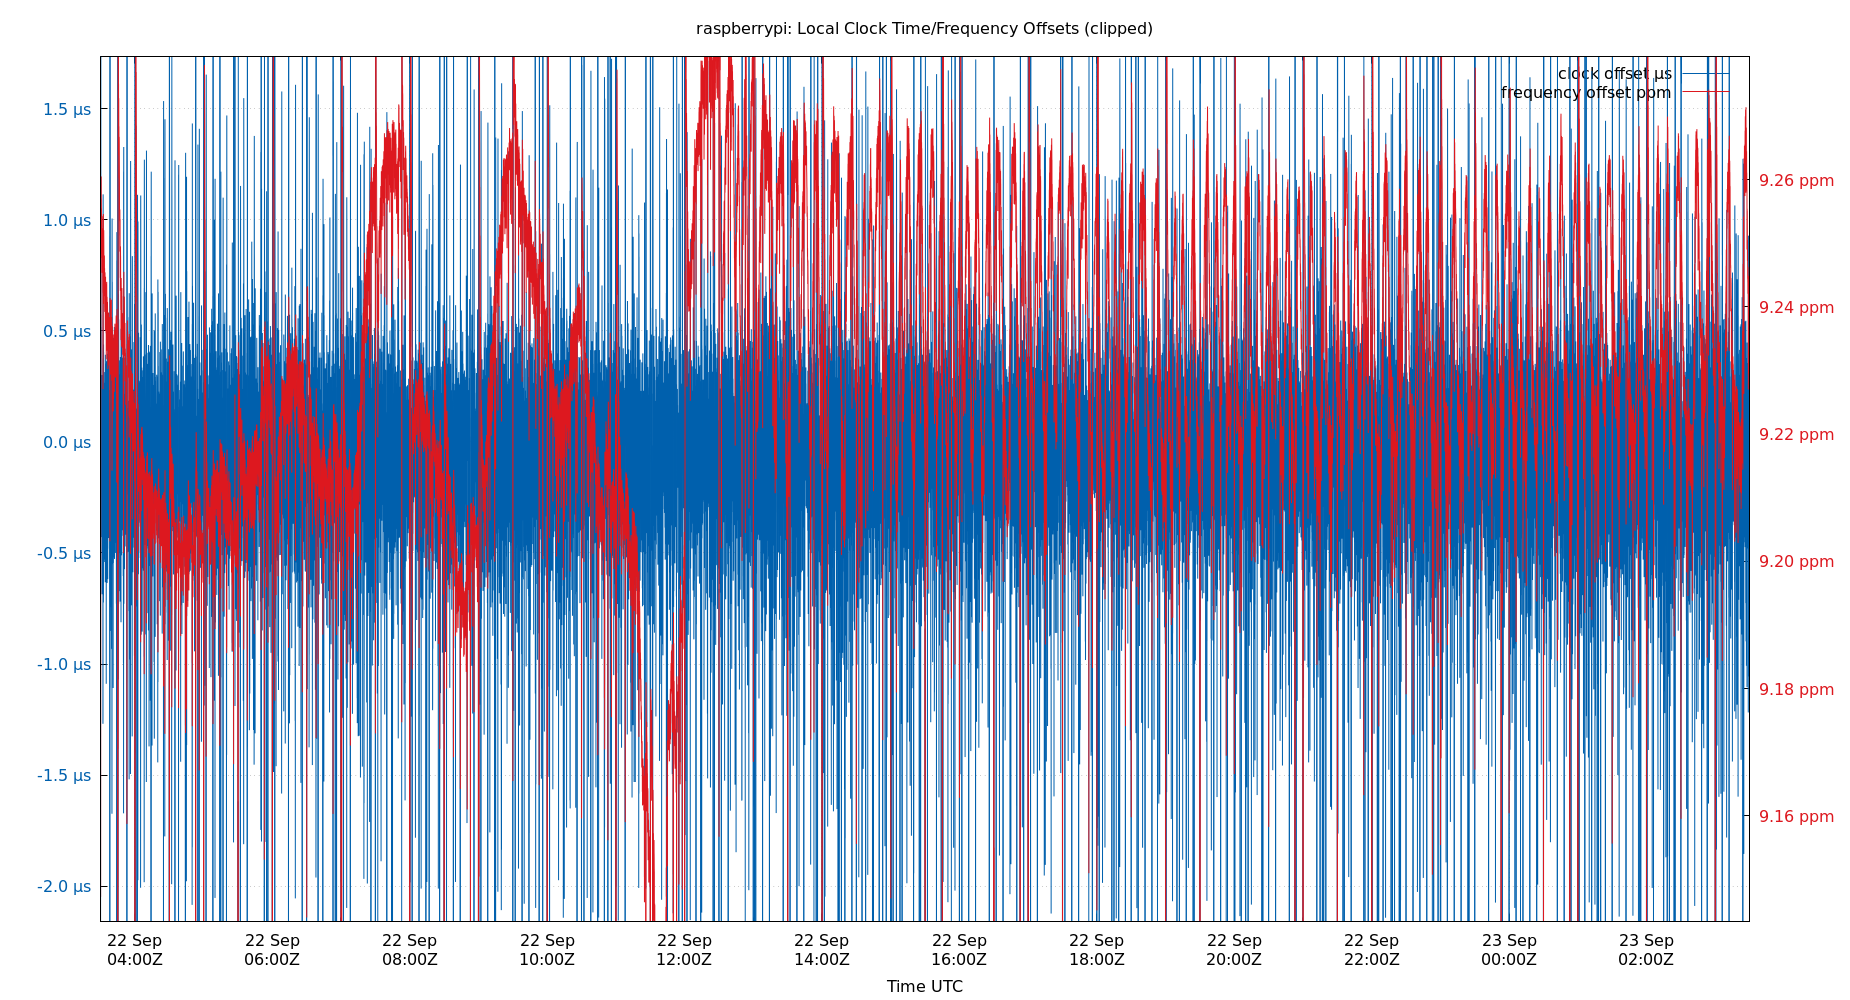 raspberrypi: Local Clock Time/Frequency Offsets (clipped)
clock offset µs
frequency offset ppm
1.5 µs
1.0 µs
0.5 µs
0.0 µs
-0.5 µs
-1.0 µs
-1.5 µs
-2.0 µs
9.26 ppm
9.24 ppm
9.22 ppm
9.20 ppm
9.18 ppm
9.16 ppm
22 Sep 22 Sep 22 Sep 22 Sep 22 Sep 22 Sep 22 Sep 22 Sep 22 Sep 22 Sep 23 Sep 23 Sep
04:00Z 06:00Z 08:00Z 10:00Z 12:00Z 14:00Z 16:00Z 18:00Z 20:00Z 22:00Z 00:00Z 02:00Z
Time UTC